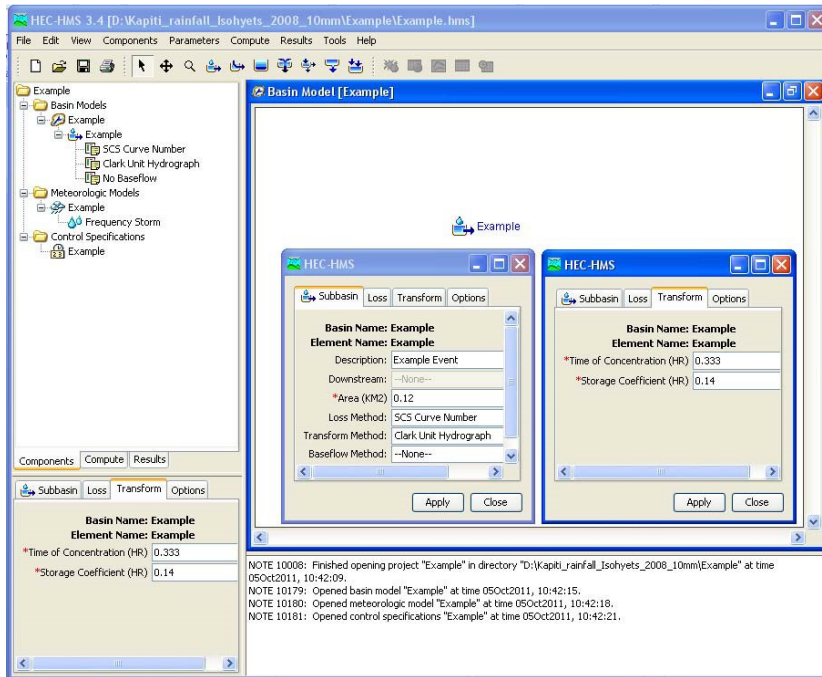 HEC-HMS 3.4 [D:\Kapiti_rainfall_Isohyets_2008_10mm\Example\Example.hms]
File Edit View Components Parameters Compute Results Tools Help
Example
Basin Models
Example
Example
SCS Curve Number
Clark Unit Hydrograph
No Baseflow
Meteorologic Models
Example
Frequency Storm
Control Specifications
Example
Components Compute Results
Subbasin Loss Transform Options
Basin Name: Example
Element Name: Example
*Time of Concentration (HR) 0.333
*Storage Coefficient (HR) 0.14
Basin Model [Example]
Example
HEC-HMS
Subbasin Loss Transform Options
Basin Name: Example
Element Name: Example
Description: Example Event
Downstream: --None--
*Area (KM2) 0.12
Loss Method: SCS Curve Number
Transform Method: Clark Unit Hydrograph
Baseflow Method: --None--
Apply Close
HEC-HMS
Subbasin Loss Transform Options
Basin Name: Example
Element Name: Example
*Time of Concentration (HR) 0.333
*Storage Coefficient (HR) 0.14
Apply Close
NOTE 10008: Finished opening project "Example" in directory "D:\Kapiti_rainfall_Isohyets_2008_10mm\Example" at time
05Oct2011, 10:42:09.
NOTE 10179: Opened basin model "Example" at time 05Oct2011, 10:42:15.
NOTE 10180: Opened meteorologic model "Example" at time 05Oct2011, 10:42:18.
NOTE 10181: Opened control specifications "Example" at time 05Oct2011, 10:42:21.